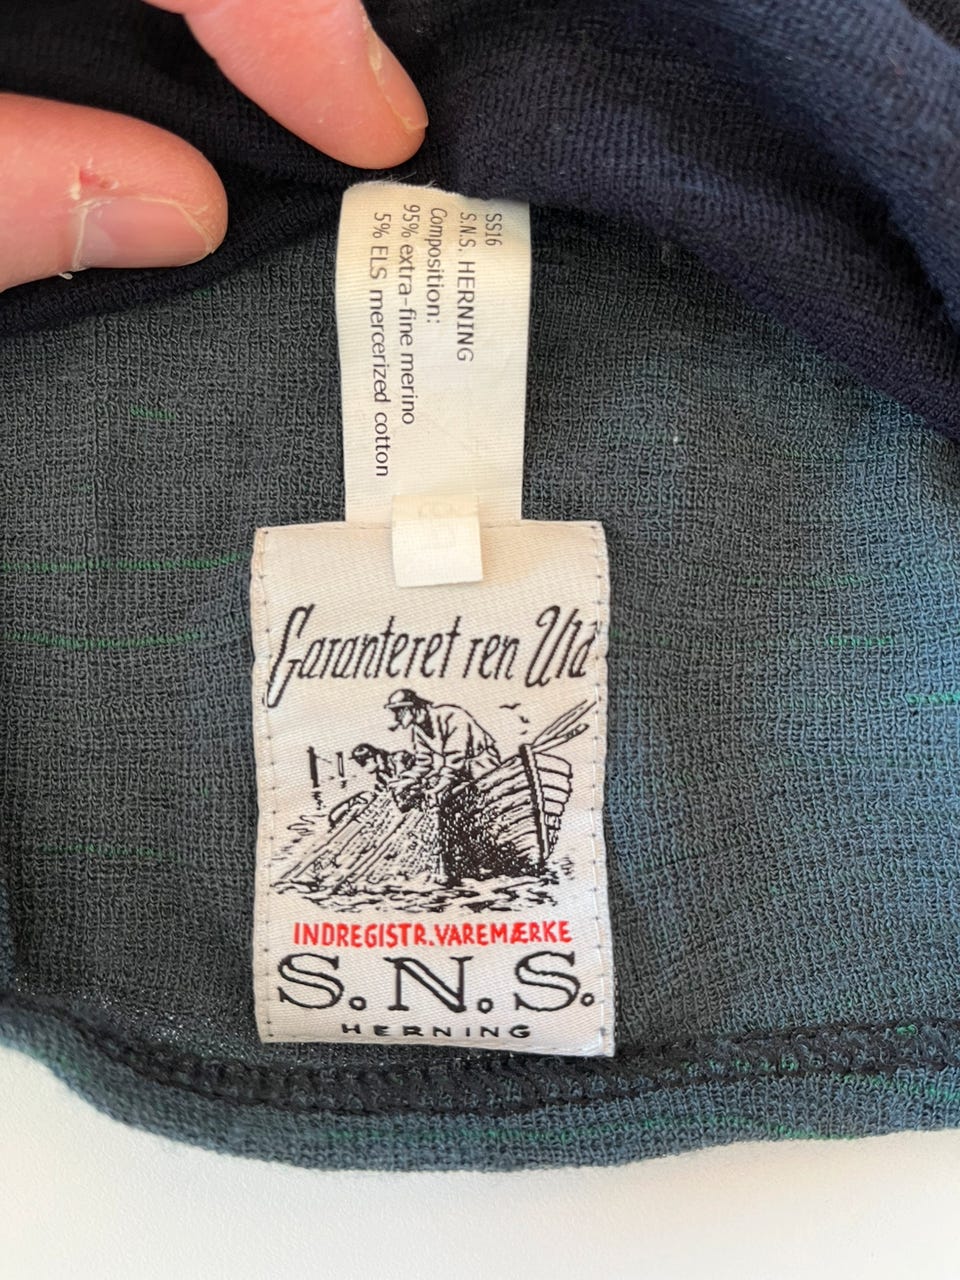 SS16
S.N.S. HERNING
Composition:
95% extra-fine merino
5% ELS mercerized cotton
Garanteret ren Uld
INDREGISTR.VAREMÆRKE
S.N.S.
HERNING